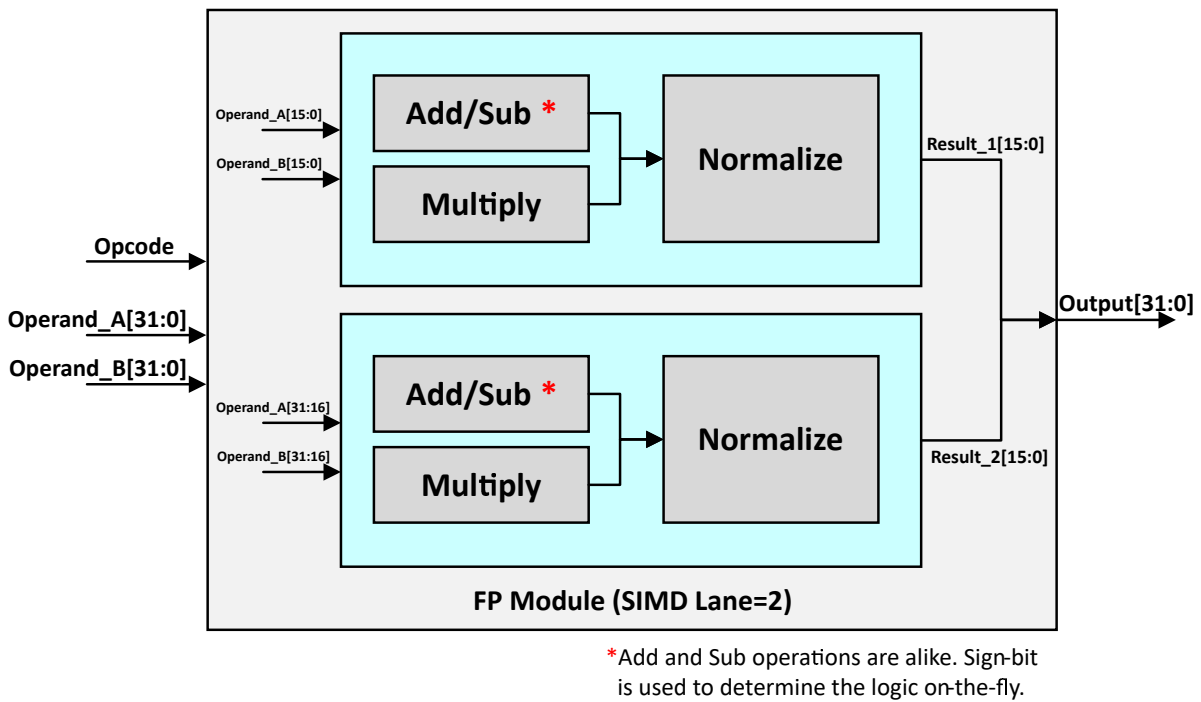 Opcode
Operand_A[31:0]
Operand_B[31:0]
Operand_A[15:0]
Operand_B[15:0]
Add/Sub *
Multiply
Normalize
Result_1[15:0]
Operand_A[31:16]
Operand_B[31:16]
Add/Sub *
Multiply
Normalize
Result_2[15:0]
Output[31:0]
FP Module (SIMD Lane=2)
*Add and Sub operations are alike. Sign-bit
is used to determine the logic on-the-fly.